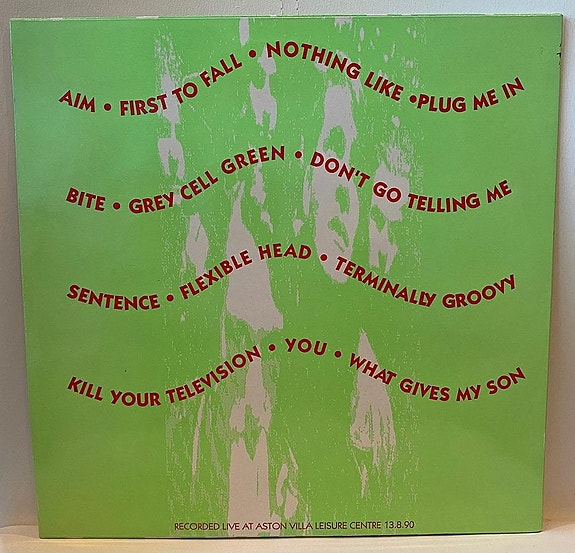 AIM • FIRST TO FALL • NOTHING LIKE • PLUG ME IN
BITE • GREY CELL GREEN • DON'T GO TELLING ME
SENTENCE • FLEXIBLE HEAD • TERMINALLY GROOVY
KILL YOUR TELEVISION • YOU • WHAT GIVES MY SON
RECORDED LIVE AT ASTON VILLA LEISURE CENTRE 13.8.90